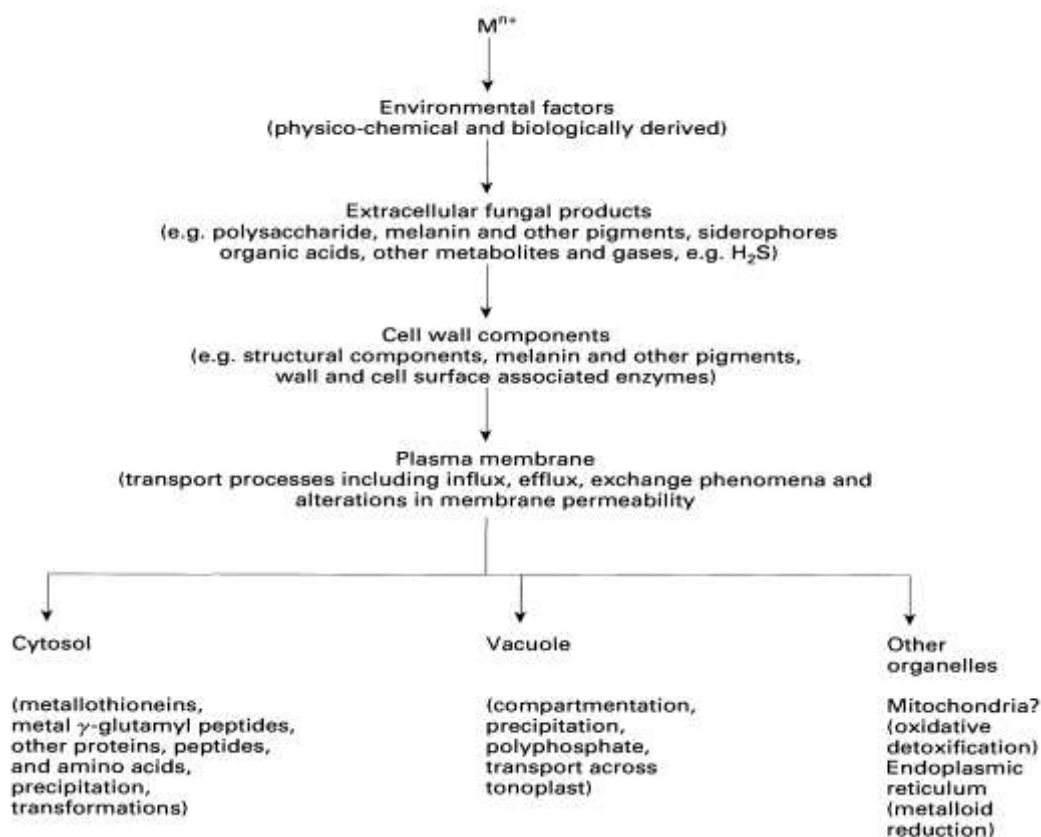 Mⁿ⁺
Environmental factors
(physico-chemical and biologically derived)
Extracellular fungal products
(e.g. polysaccharide, melanin and other pigments, siderophores
organic acids, other metabolites and gases, e.g. H₂S)
Cell wall components
(e.g. structural components, melanin and other pigments,
wall and cell surface associated enzymes)
Plasma membrane
(transport processes including influx, efflux, exchange phenomena and
alterations in membrane permeability
Cytosol
(metallothioneins,
metal γ-glutamyl peptides,
other proteins, peptides,
and amino acids,
precipitation,
transformations)
Vacuole
(compartmentation,
precipitation,
polyphosphate,
transport across
tonoplast)
Other
organelles
Mitochondria?
(oxidative
detoxification)
Endoplasmic
reticulum
(metalloid
reduction)